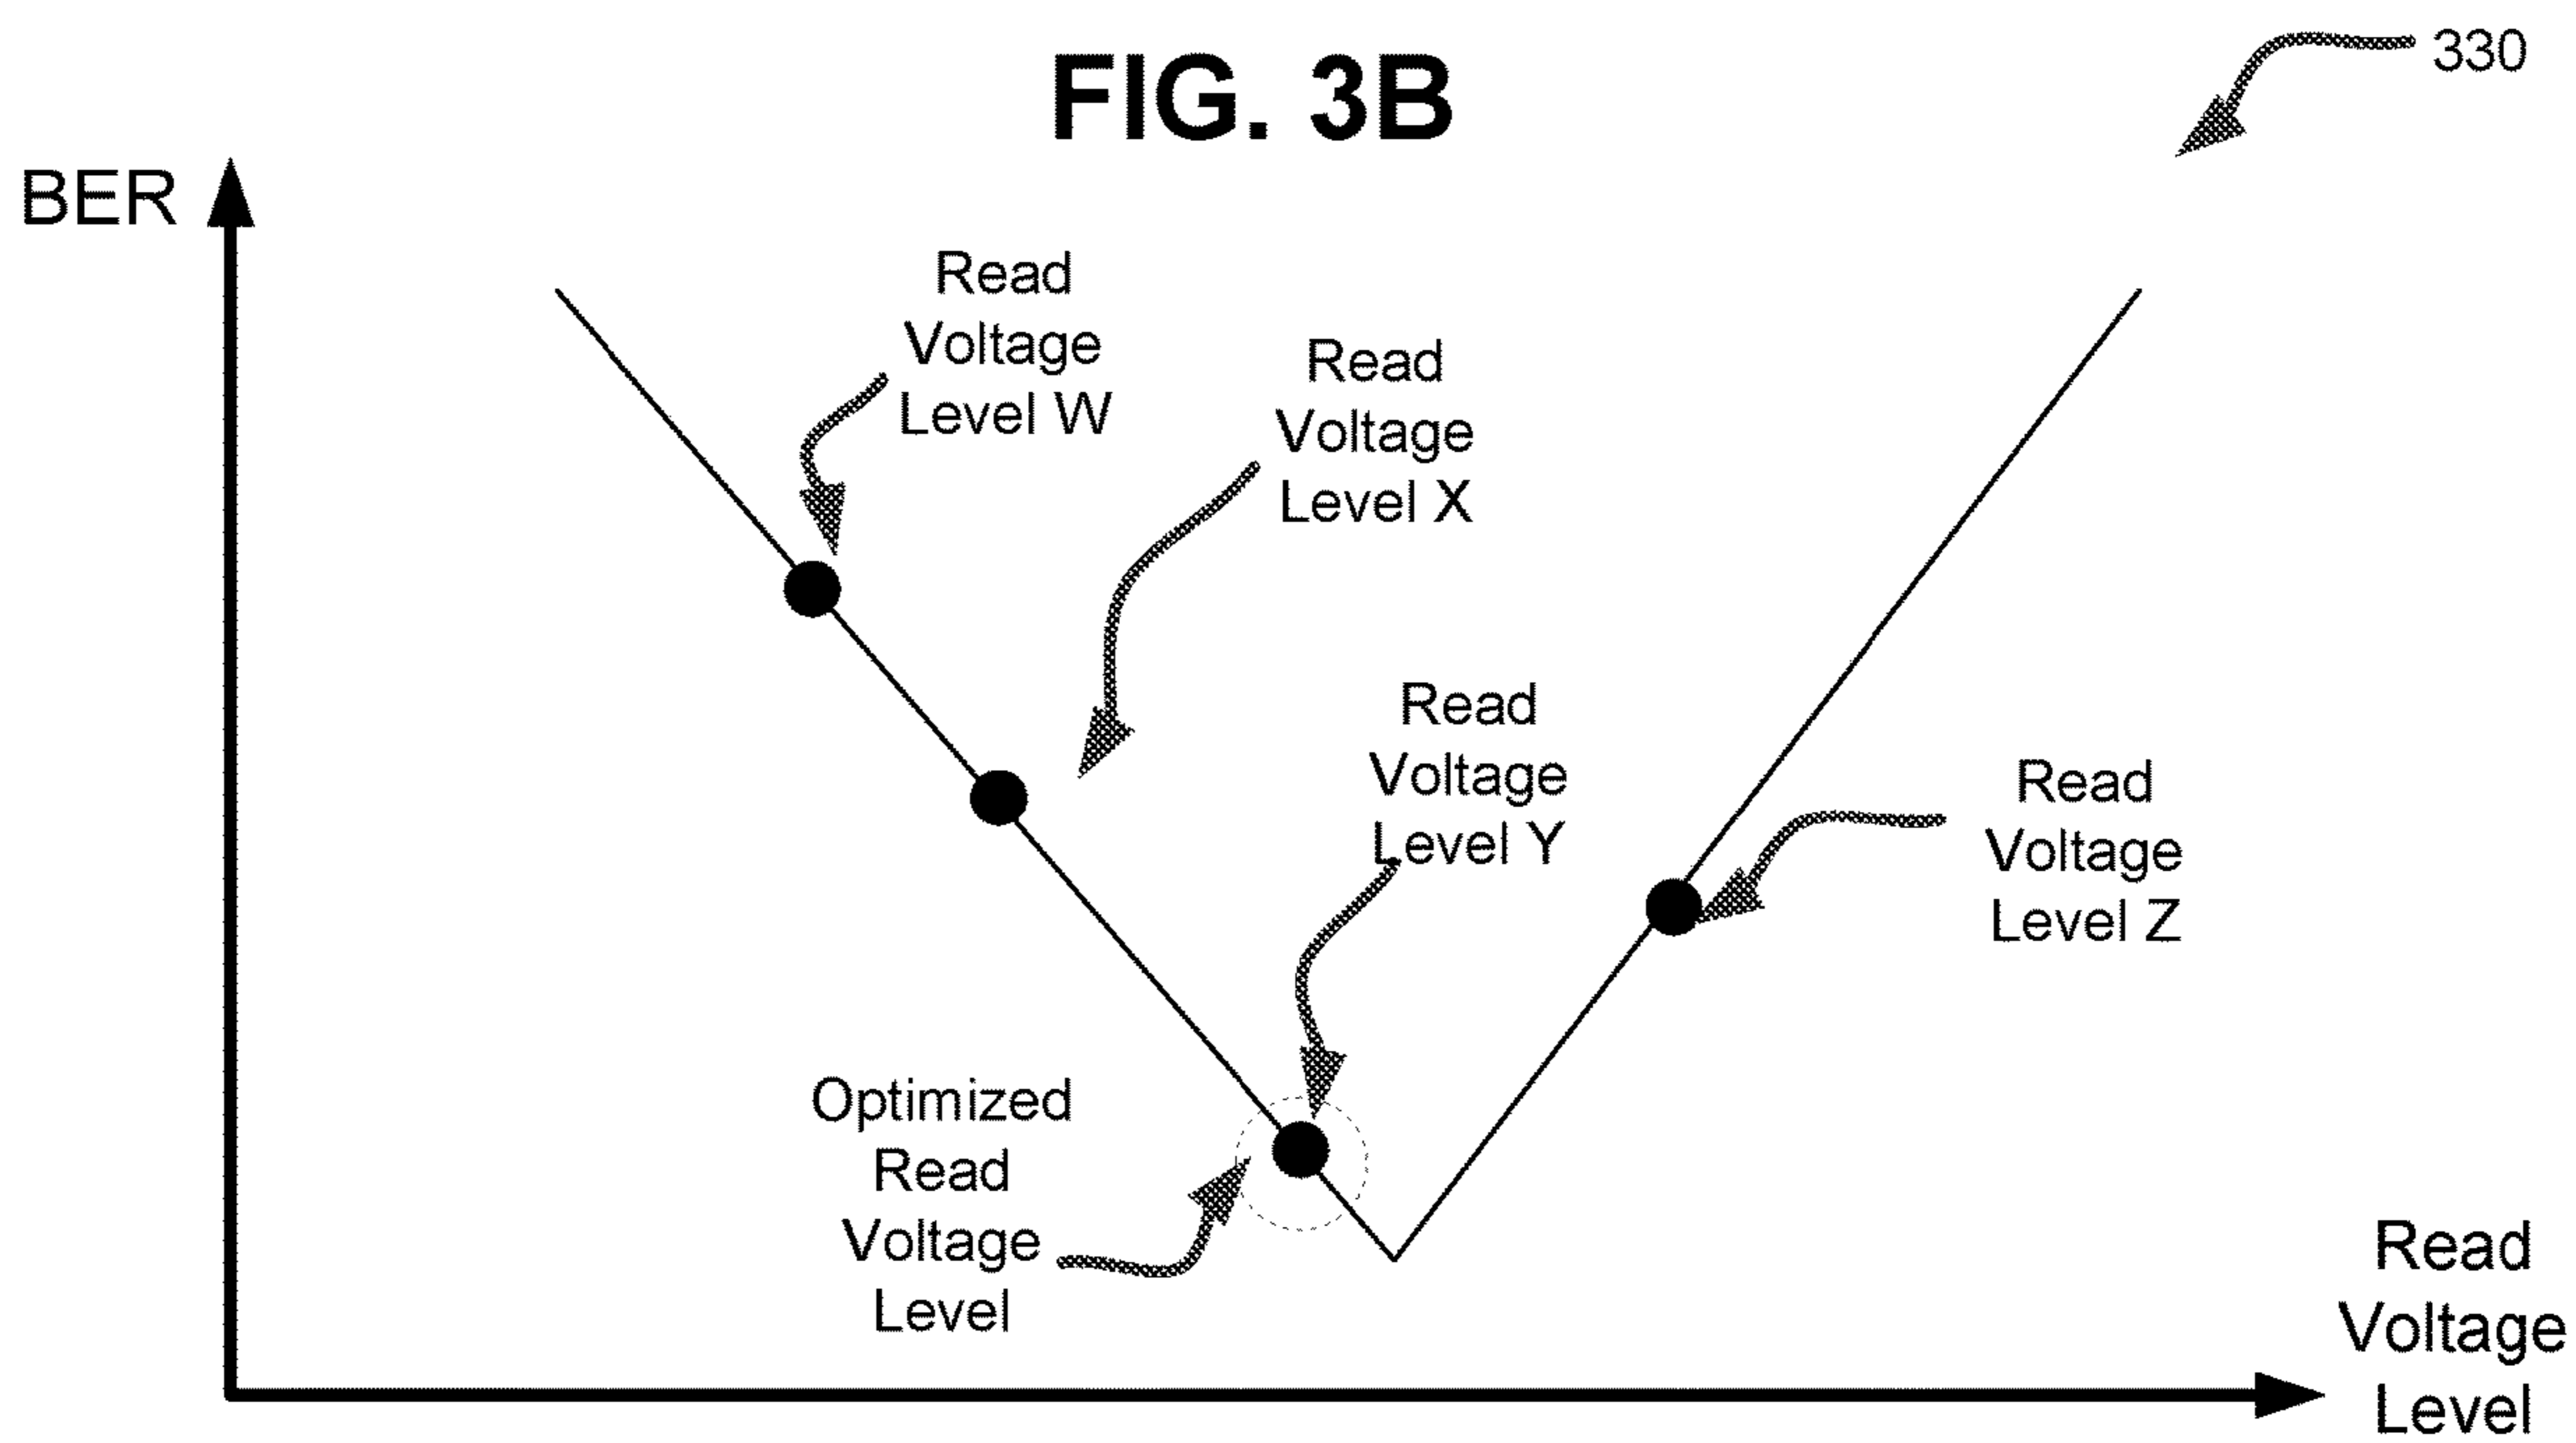 FIG. 3B
330
BER
Read
Voltage
Level W
Read
Voltage
Level X
Read
Voltage
Level Y
Read
Voltage
Level Z
Optimized
Read
Voltage
Level
Read
Voltage
Level